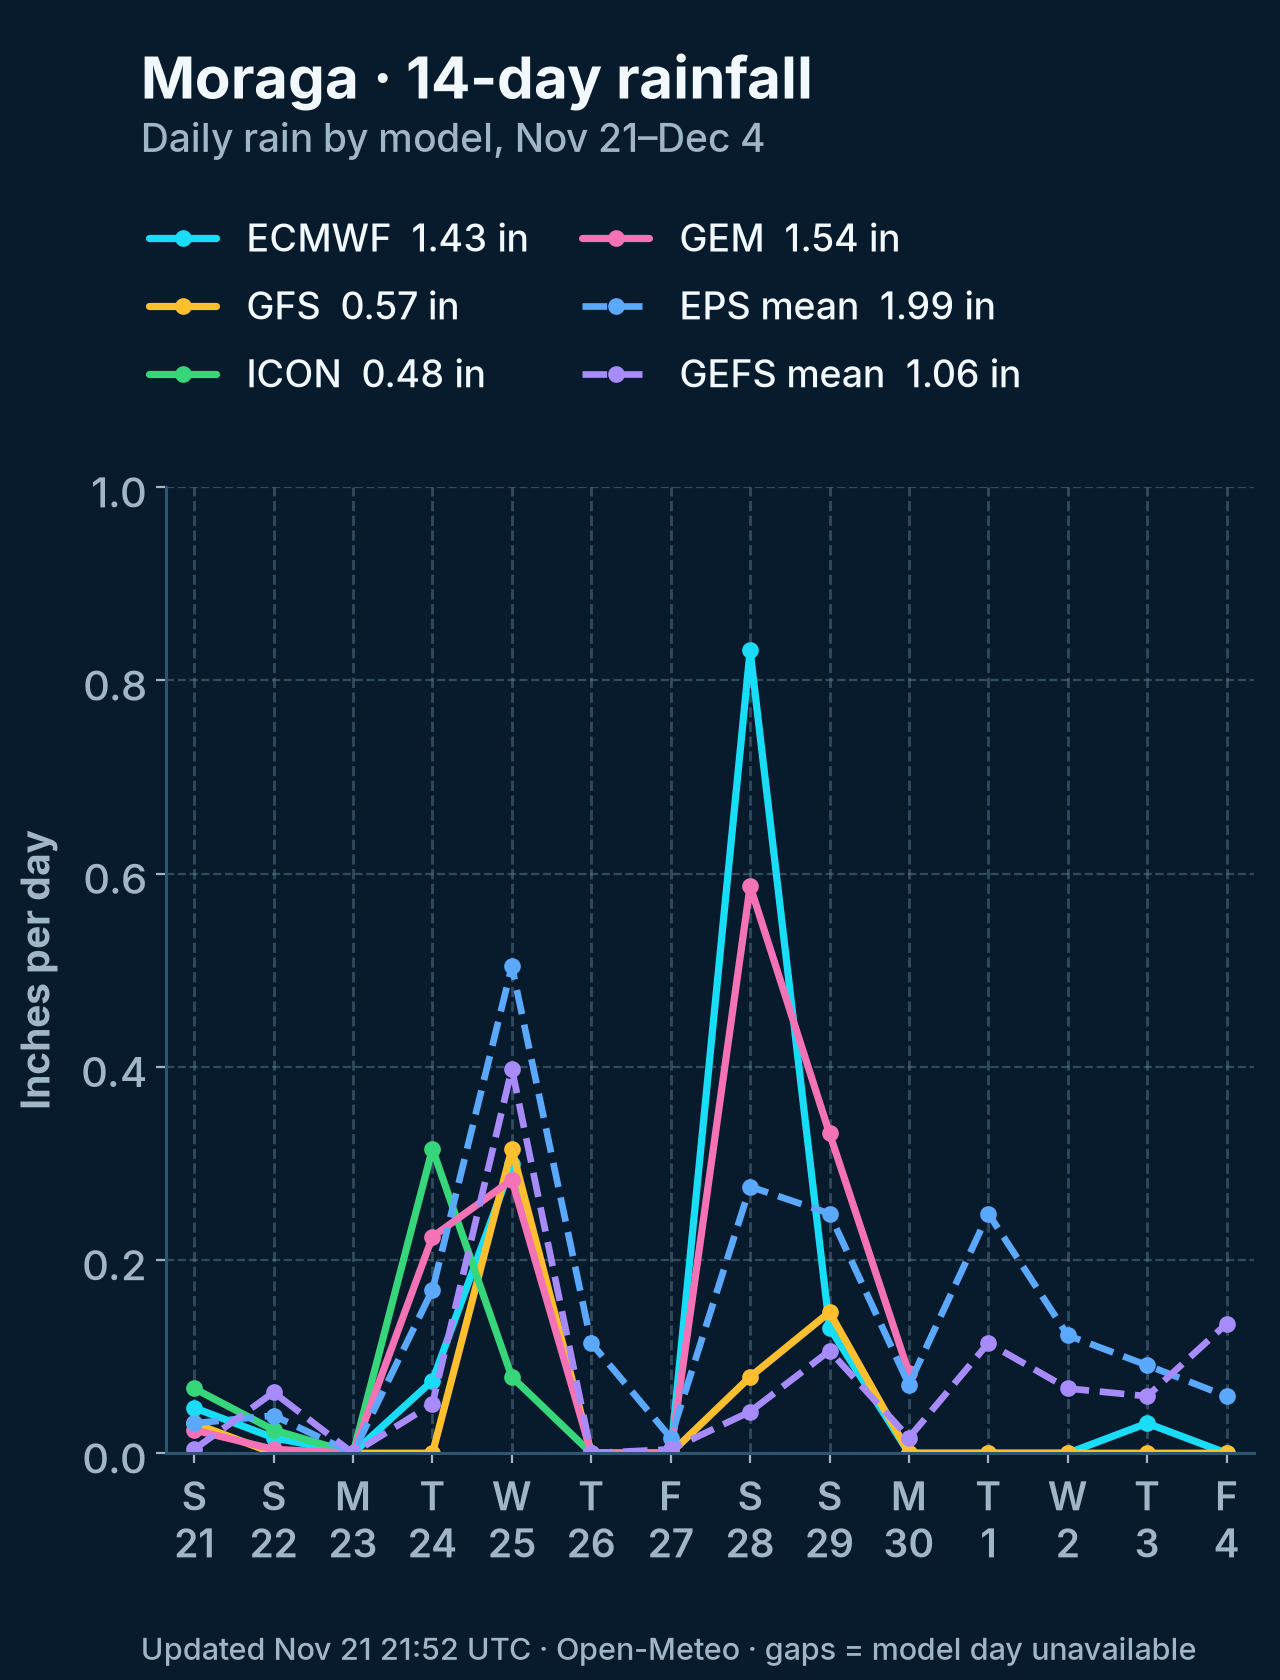 Moraga · 14-day rainfall
Daily rain by model, Nov 21–Dec 4
ECMWF 1.43 in GEM 1.54 in
GFS 0.57 in EPS mean 1.99 in
ICON 0.48 in GEFS mean 1.06 in
Inches per day
1.0
0.8
0.6
0.4
0.2
0.0
S S M T W T F S S M T W T F
21 22 23 24 25 26 27 28 29 30 1 2 3 4
Updated Nov 21 21:52 UTC · Open-Meteo · gaps = model day unavailable